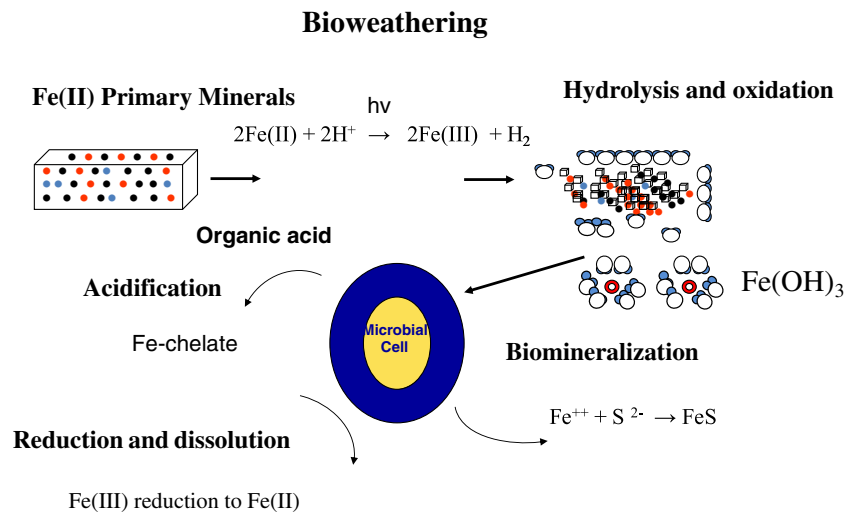 Bioweathering
Fe(II) Primary Minerals
Hydrolysis and oxidation
hv
2Fe(II) + 2H⁺ → 2Fe(III) + H₂
Organic acid
Acidification
Fe(OH)₃
Fe-chelate
Microbial
Cell
Biomineralization
Fe⁺⁺ + S ²⁻ → FeS
Reduction and dissolution
Fe(III) reduction to Fe(II)